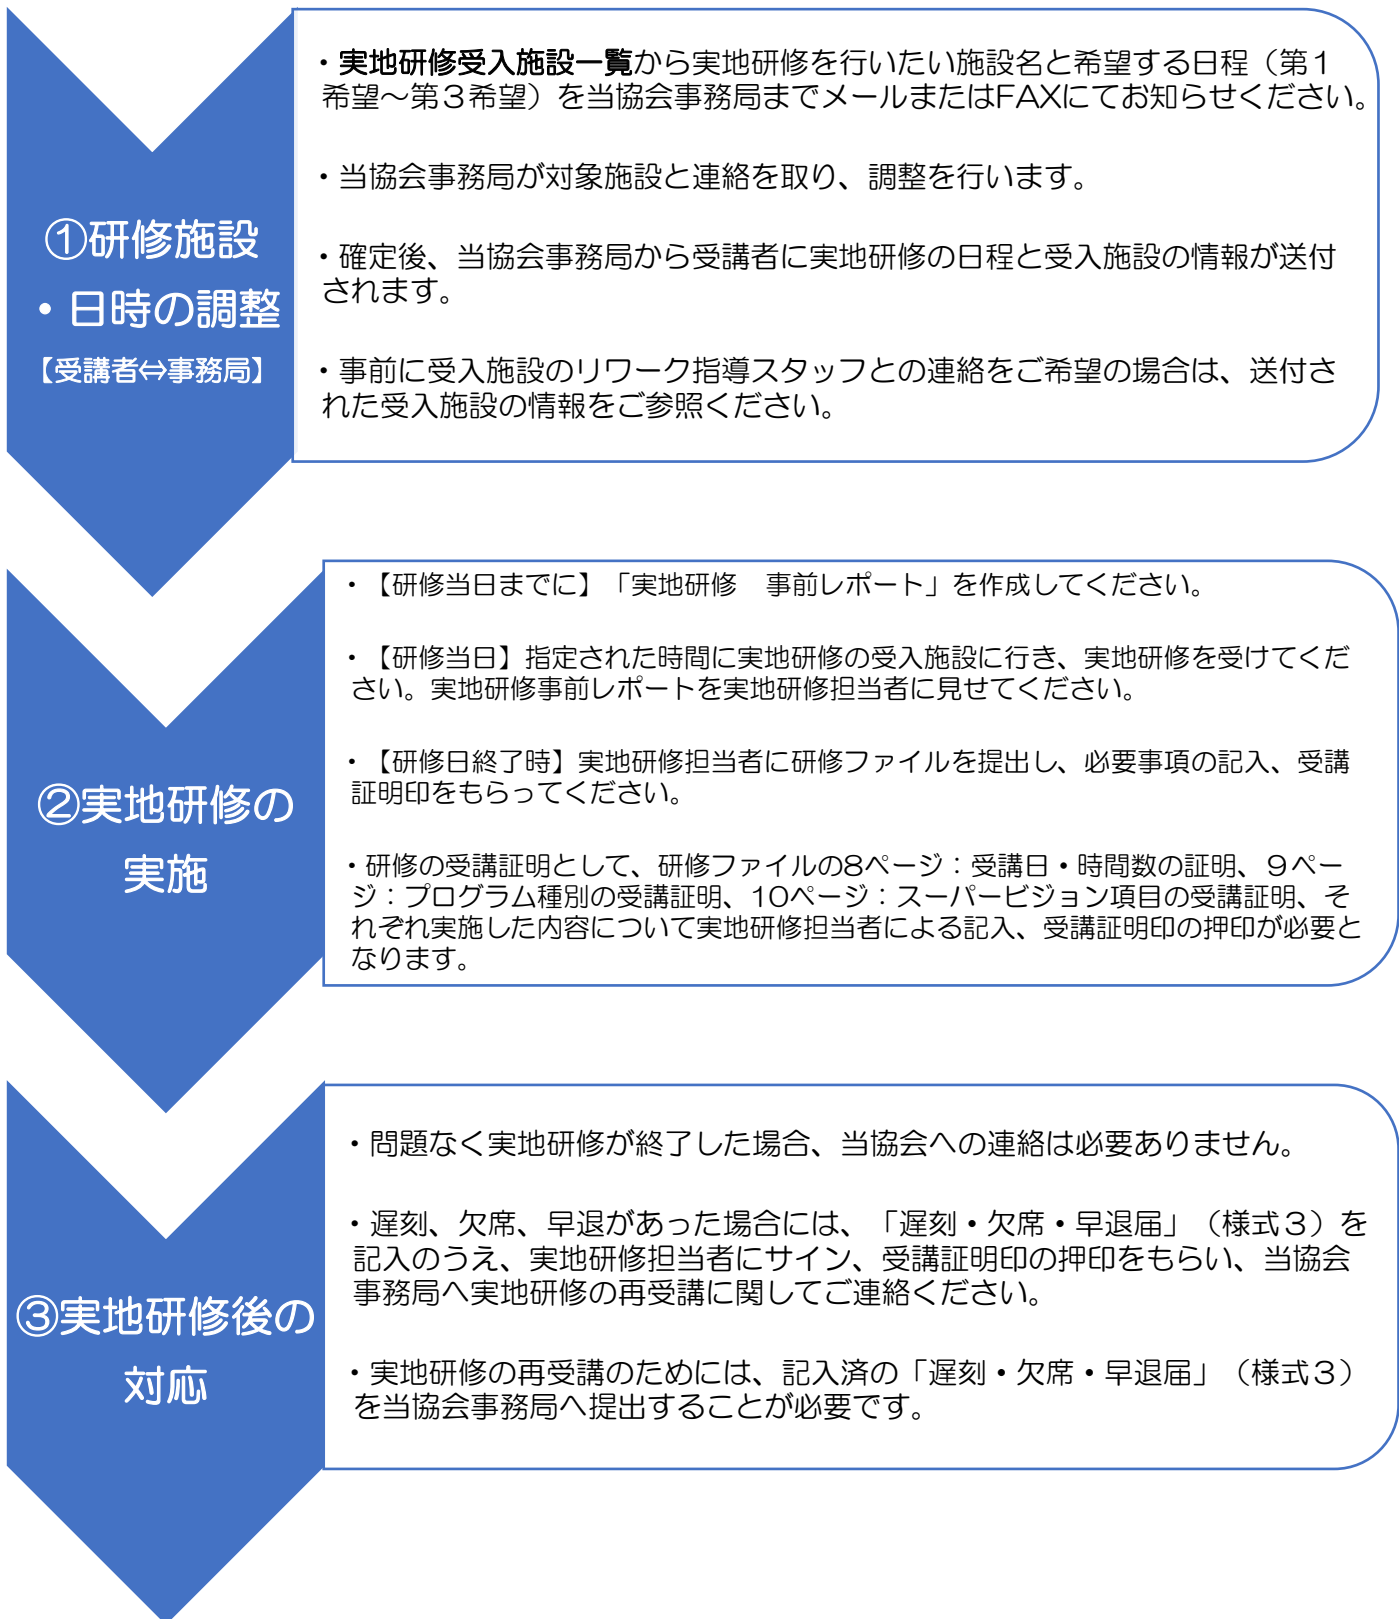 ①研修施設
・日時の調整
【受講者⇔事務局】
・実地研修受入施設一覧から実地研修を行いたい施設名と希望する日程（第１
希望～第３希望）を当協会事務局までメールまたはFAXにてお知らせください。
・当協会事務局が対象施設と連絡を取り、調整を行います。
・確定後、当協会事務局から受講者に実地研修の日程と受入施設の情報が送付
されます。
・事前に受入施設のリワーク指導スタッフとの連絡をご希望の場合は、送付さ
れた受入施設の情報をご参照ください。
②実地研修の
実施
・【研修当日までに】「実地研修　事前レポート」を作成してください。
・【研修当日】指定された時間に実地研修の受入施設に行き、実地研修を受けてくだ
さい。実地研修事前レポートを実地研修担当者に見せてください。
・【研修日終了時】実地研修担当者に研修ファイルを提出し、必要事項の記入、受講
証明印をもらってください。
・研修の受講証明として、研修ファイルの8ページ：受講日・時間数の証明、９ペー
ジ：プログラム種別の受講証明、10ページ：スーパービジョン項目の受講証明、そ
れぞれ実施した内容について実地研修担当者による記入、受講証明印の押印が必要と
なります。
③実地研修後の
対応
・問題なく実地研修が終了した場合、当協会への連絡は必要ありません。
・遅刻、欠席、早退があった場合には、「遅刻・欠席・早退届」（様式３）を
記入のうえ、実地研修担当者にサイン、受講証明印の押印をもらい、当協会
事務局へ実地研修の再受講に関してご連絡ください。
・実地研修の再受講のためには、記入済の「遅刻・欠席・早退届」（様式３）
を当協会事務局へ提出することが必要です。